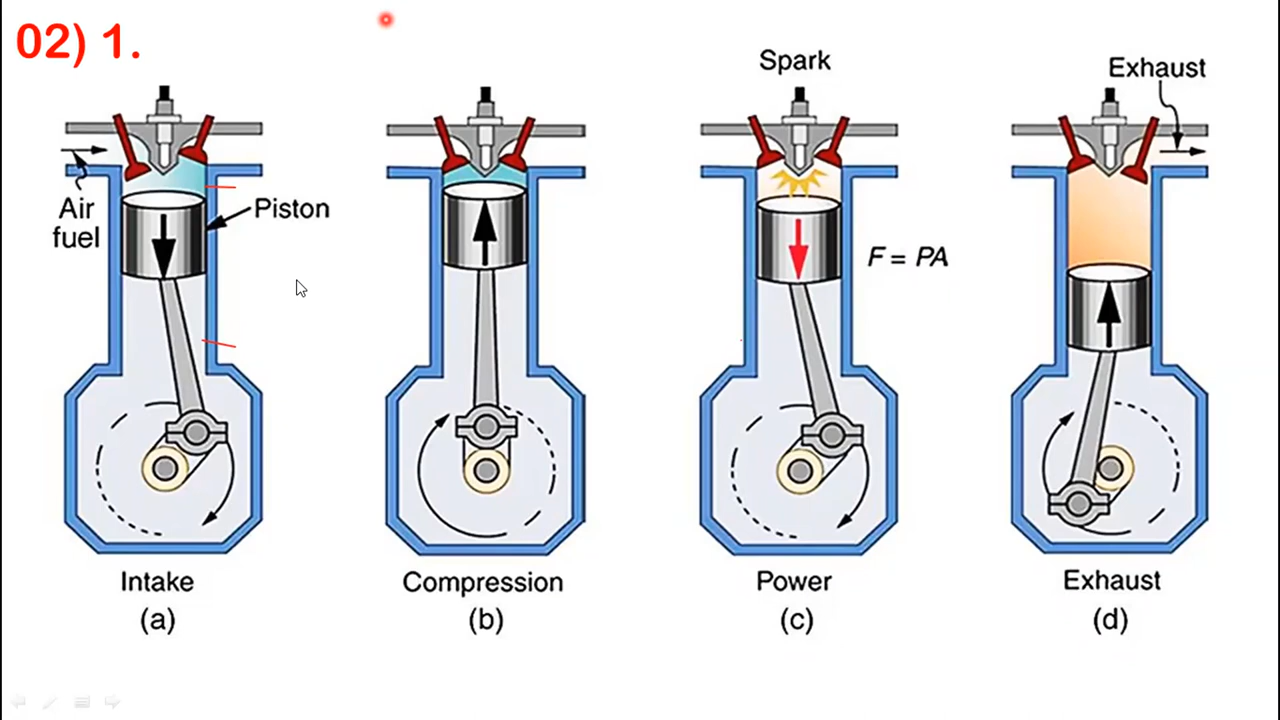 02) 1.
Spark
Exhaust
Air
fuel
Piston
F = PA
Intake
Compression
Power
Exhaust
(a)
(b)
(c)
(d)